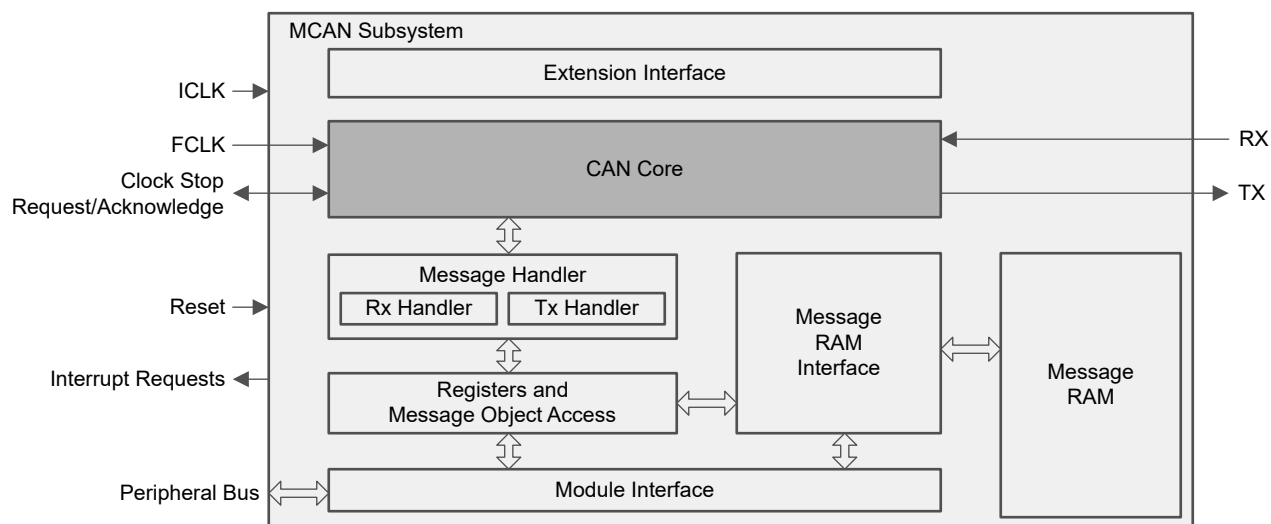 MCAN Subsystem
Extension Interface
ICLK
FCLK
CAN Core
RX
Clock Stop
Request/Acknowledge
TX
Message Handler
Rx Handler
Tx Handler
Reset
Message
RAM
Interface
Interrupt Requests
Registers and
Message Object Access
Message
RAM
Peripheral Bus
Module Interface